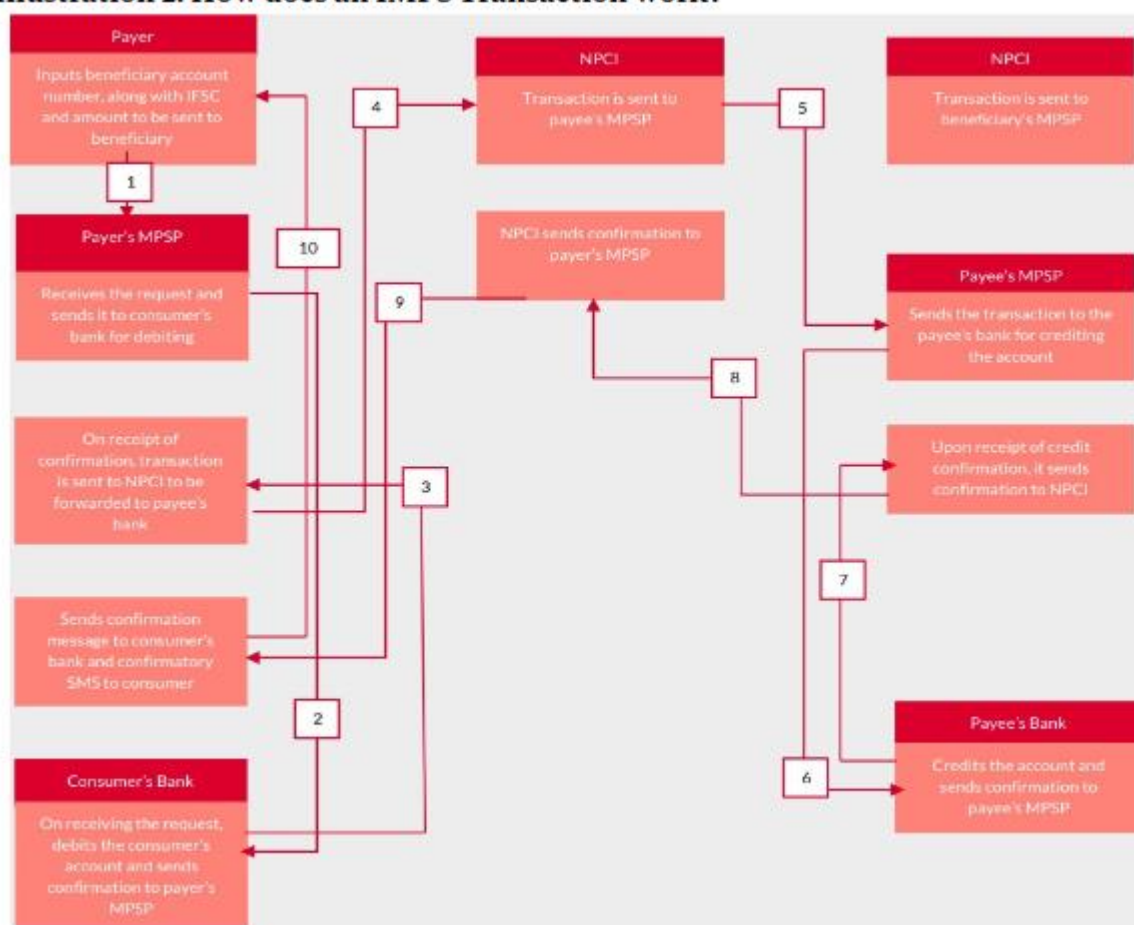 Illustration 1: How does an IMPS Transaction work?
Payer
Inputs beneficiary account
number, along with IFSC
and amount to be sent to
beneficiary
1
Payer's MPSP
Receives the request and
sends it to consumer's
bank for debiting
On receipt of
confirmation, transaction
is sent to NPCI to be
forwarded to payee's
bank
Sends confirmation
message to consumer's
bank and confirmatory
SMS to consumer
Consumer's Bank
On receiving the request,
debits the consumer's
account and sends
confirmation to payer's
MPSP
10
2
4
9
3
NPCI
Transaction is sent to
payee's MPSP
NPCI sends confirmation to
payer's MPSP
8
5
7
6
NPCI
Transaction is sent to
beneficiary's MPSP
Payee's MPSP
Sends the transaction to the
payee's bank for crediting
the account
Upon receipt of credit
confirmation, it sends
confirmation to NPCI
Payee's Bank
Credits the account and
sends confirmation to
payee's MPSP